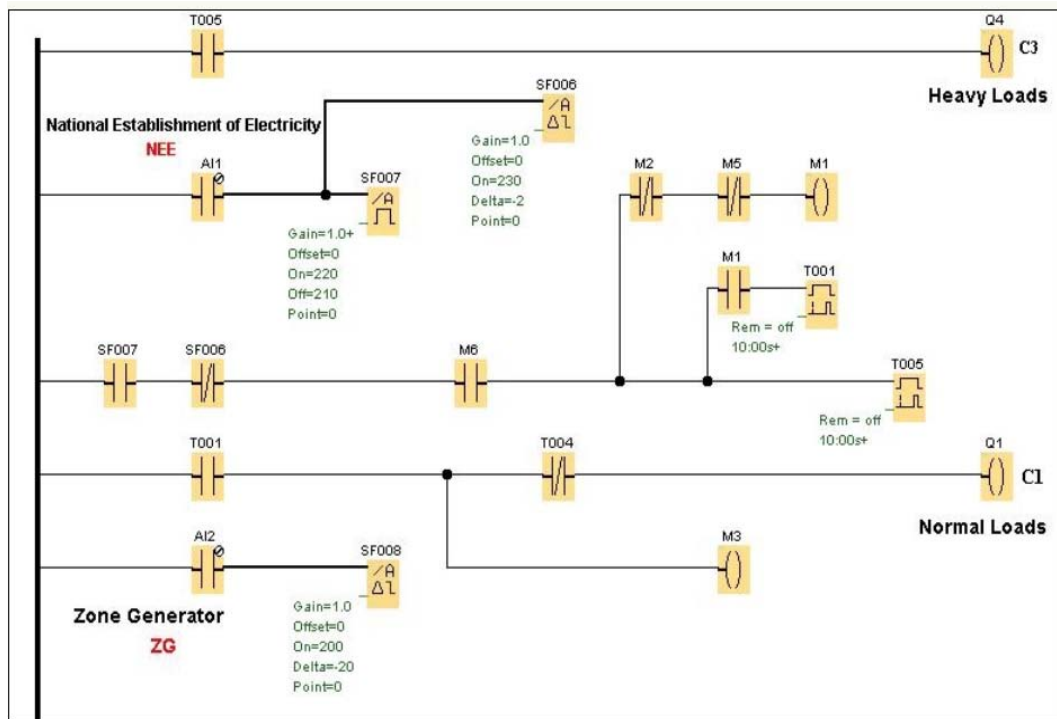 T005
Q4
C3
Heavy Loads
SF006
/A
Gain=1.0
Offset=0
On=230
Delta=-2
Point=0
National Establishment of Electricity
NEE
AI1
SF007
/A
Gain=1.0+
Offset=0
On=220
Off=210
Point=0
M2
M5
M1
M1
T001
Rem = off
10:00s+
SF007
SF006
M6
T005
Rem = off
10:00s+
T001
T004
Q1
C1
Normal Loads
M3
AI2
SF008
/A
Zone Generator
ZG
Gain=1.0
Offset=0
On=200
Delta=-20
Point=0